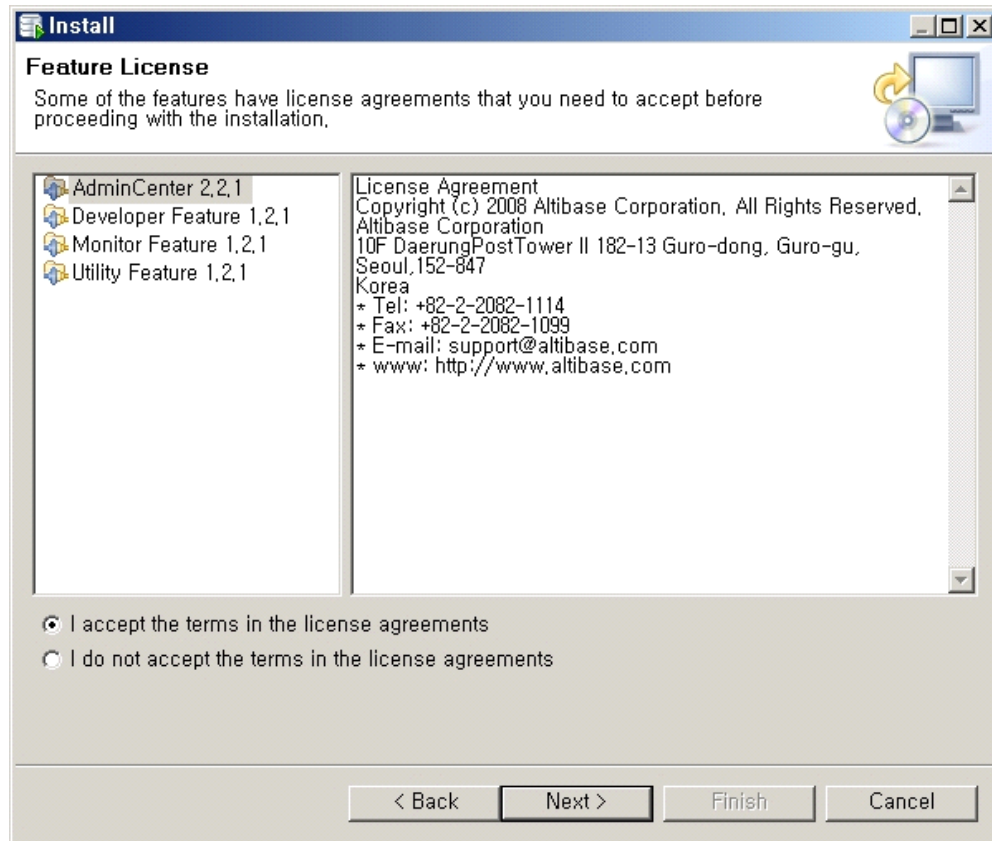 Install
Feature License
Some of the features have license agreements that you need to accept before
proceeding with the installation.
AdminCenter 2.2.1
Developer Feature 1.2.1
Monitor Feature 1.2.1
Utility Feature 1.2.1
License Agreement
Copyright (c) 2008 Altibase Corporation. All Rights Reserved.
Altibase Corporation
10F DaerungPostTower II 182-13 Guro-dong, Guro-gu,
Seoul,152-847
Korea
* Tel: +82-2-2082-1114
* Fax: +82-2-2082-1099
* E-mail: support@altibase.com
* www: http://www.altibase.com
I accept the terms in the license agreements
I do not accept the terms in the license agreements
< Back
Next >
Finish
Cancel